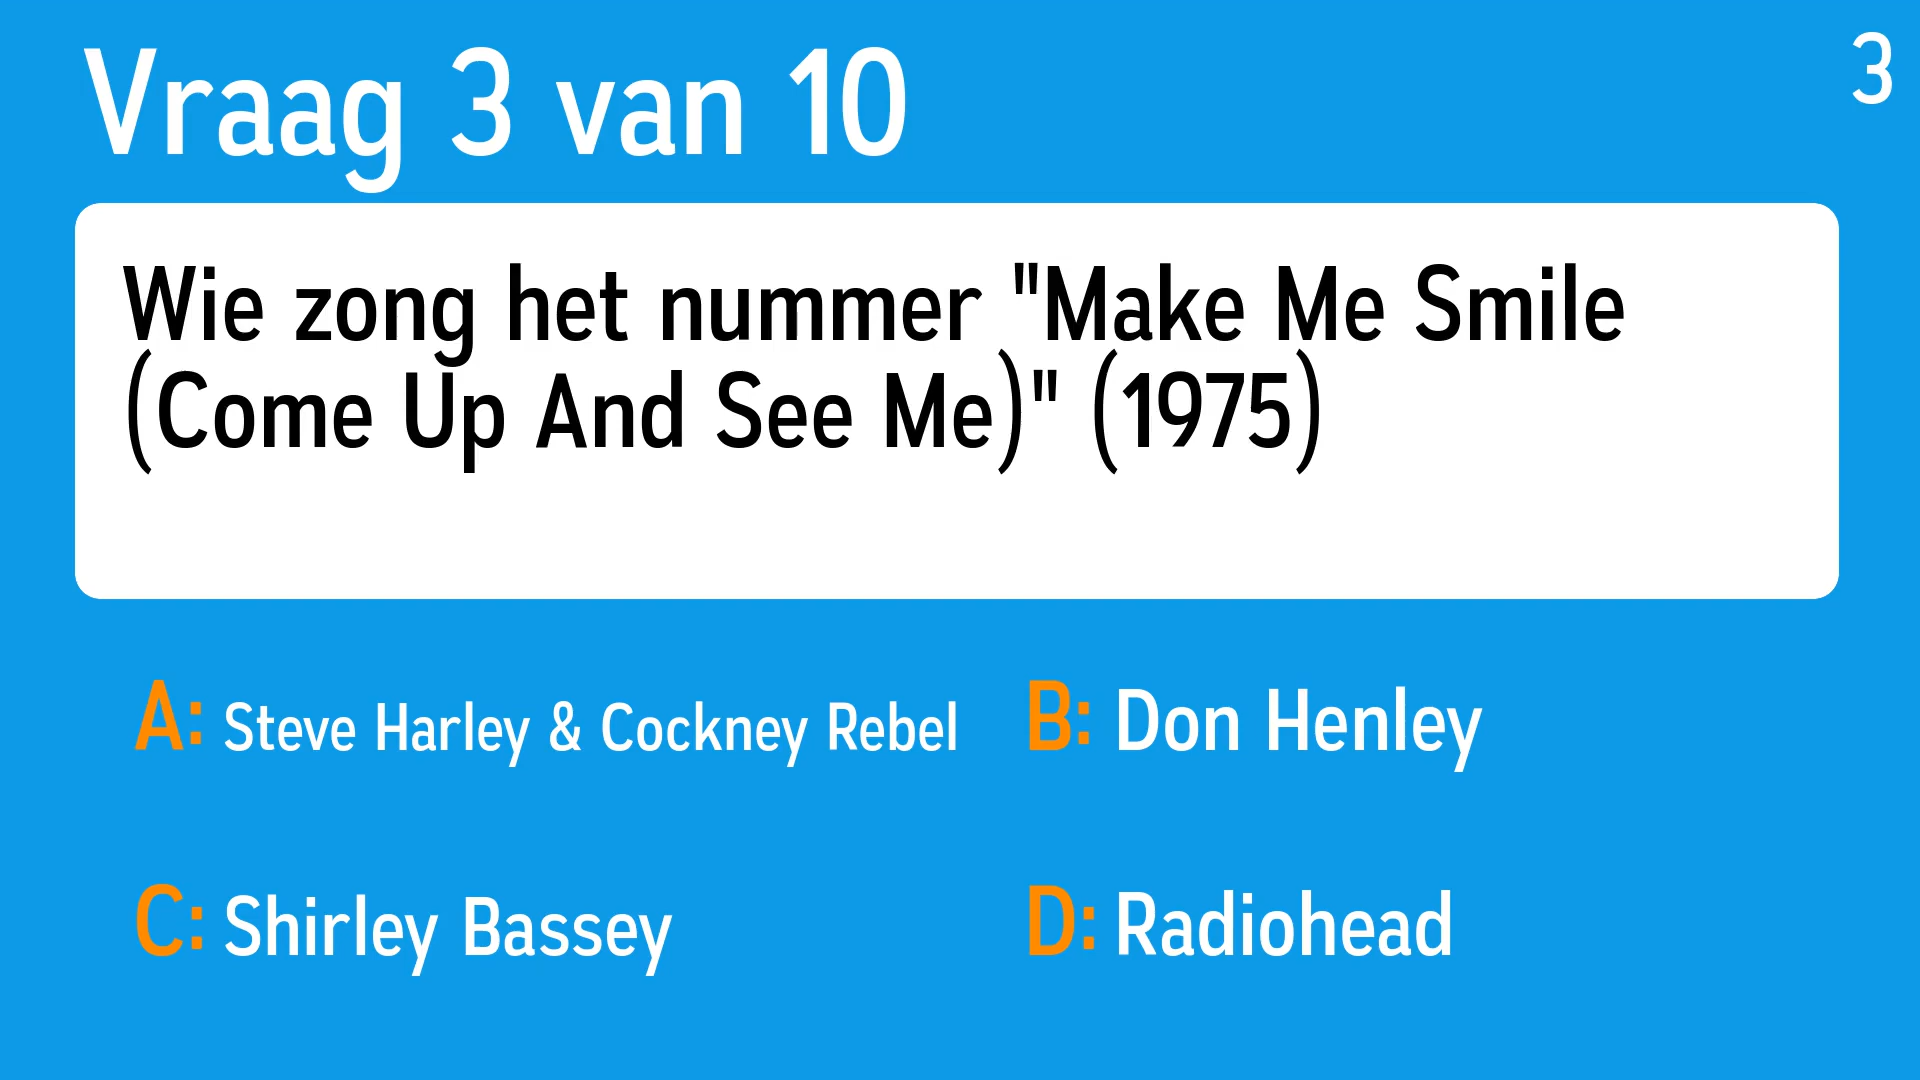 Vraag 3 van 10
3
Wie zong het nummer "Make Me Smile
(Come Up And See Me)" (1975)
A: Steve Harley & Cockney Rebel
B: Don Henley
C: Shirley Bassey
D: Radiohead